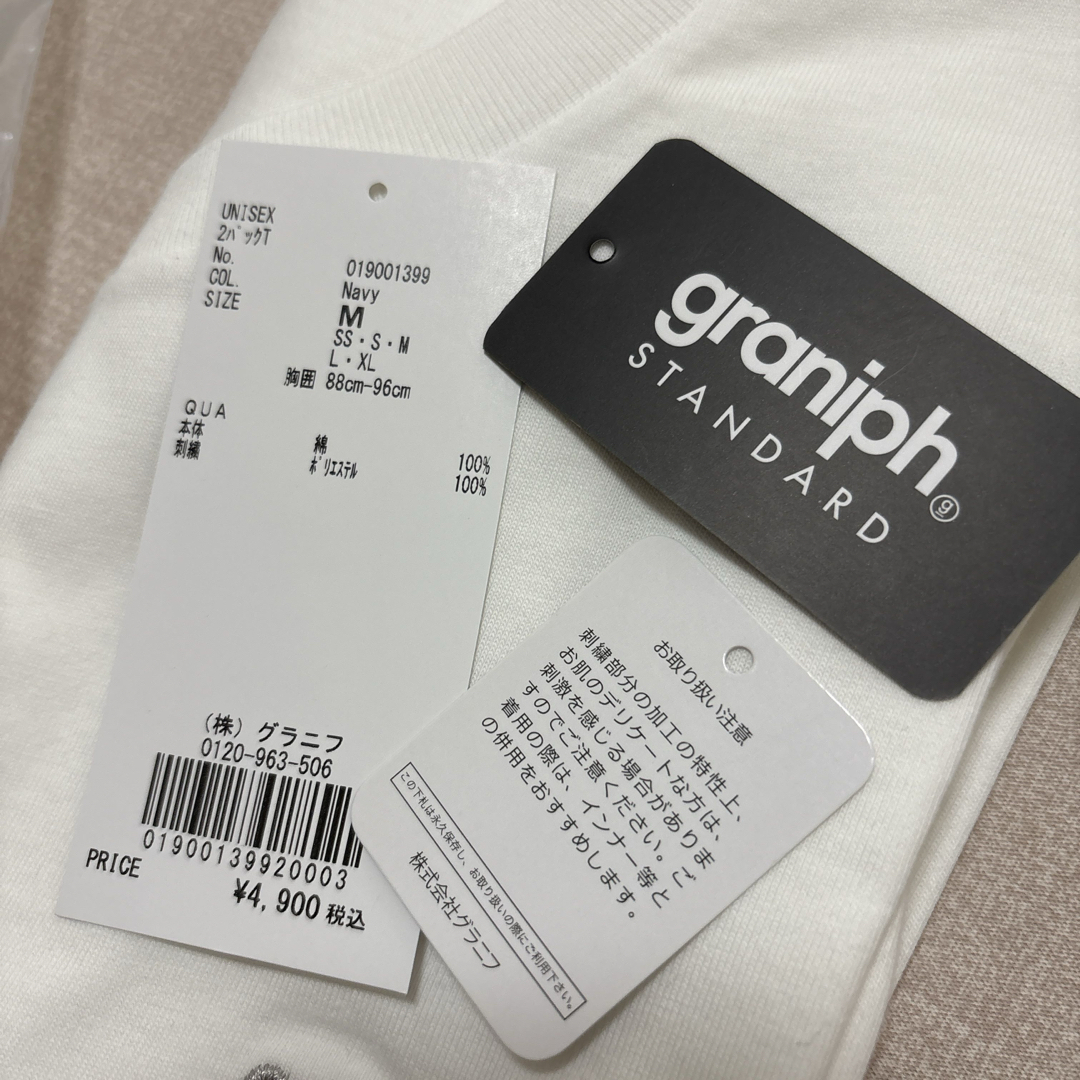 UNISEX
2パックT
No. 019001399
COL. Navy
SIZE M
SS・S・M
L・XL
胸囲 88cm-96cm
QUA
本体 綿 100%
刺繍 ポリエステル 100%
(株) グラニフ
0120-963-506
01900139920003
PRICE
¥4,900 税込
graniph g
STANDARD
お取り扱い注意
刺繍部分の加工の特性上、
お肌のデリケートな方は、
刺激を感じる場合がありま
すのでご注意ください。ご
着用の際は、インナー等と
の併用をおすすめします。
この下札は永久保存し、お取り扱いの際にご利用下さい。
株式会社グラニフ